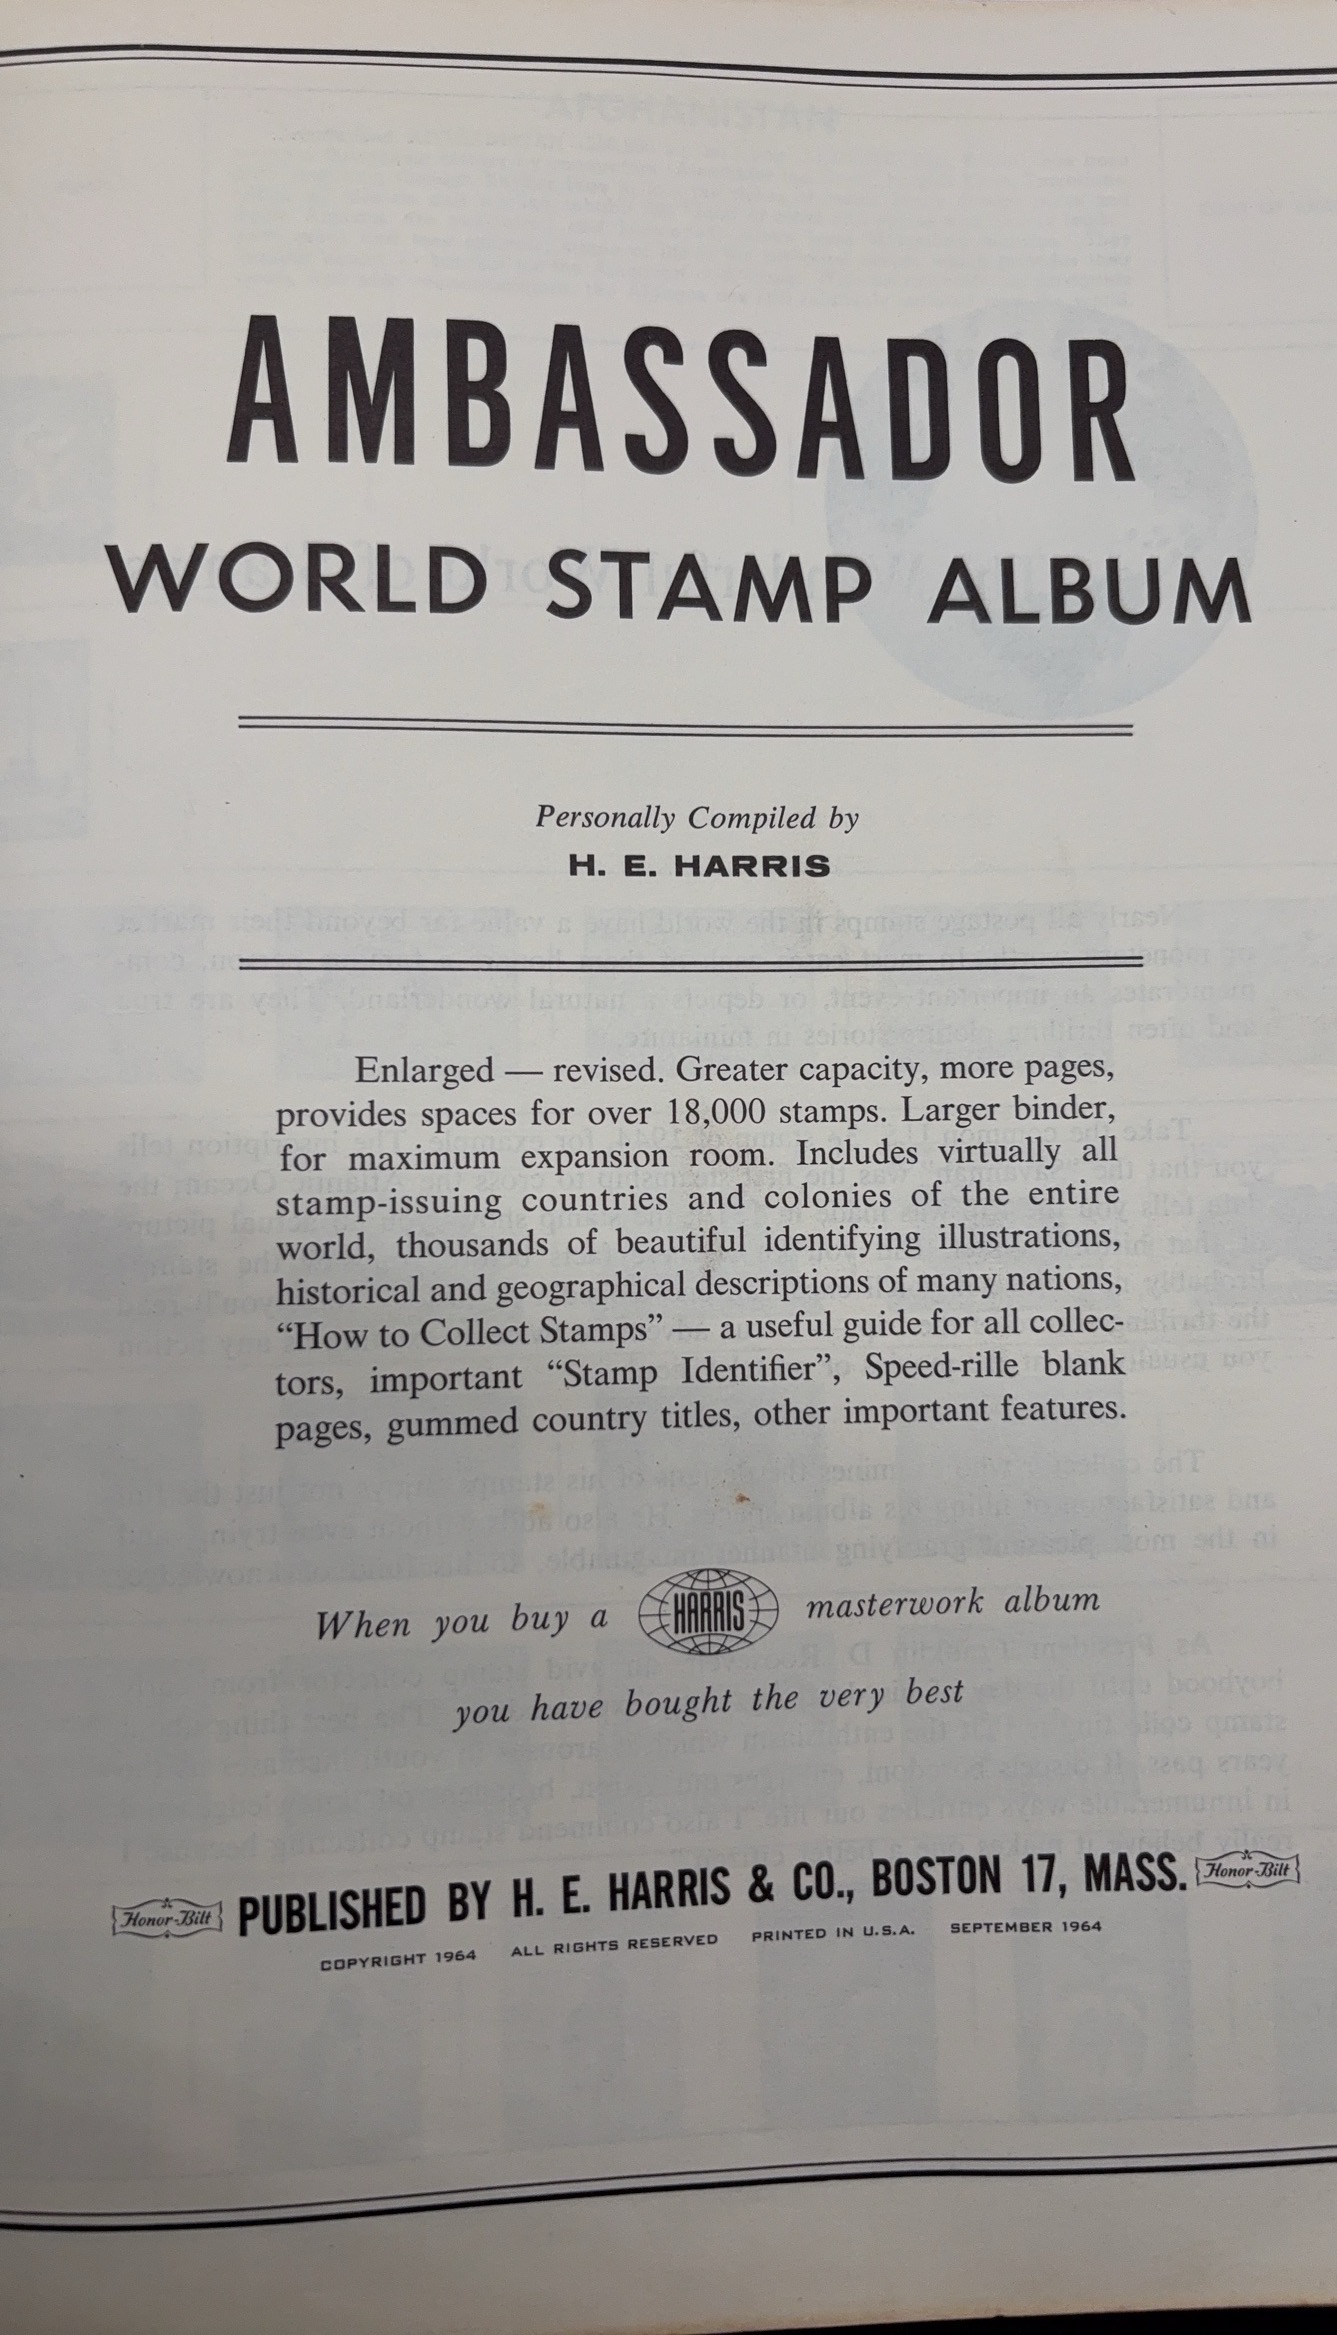 AMBASSADOR
WORLD STAMP ALBUM
Personally Compiled by
H. E. HARRIS
Enlarged — revised. Greater capacity, more pages,
provides spaces for over 18,000 stamps. Larger binder,
for maximum expansion room. Includes virtually all
stamp-issuing countries and colonies of the entire
world, thousands of beautiful identifying illustrations,
historical and geographical descriptions of many nations,
“How to Collect Stamps” — a useful guide for all collec-
tors, important “Stamp Identifier”, Speed-rille blank
pages, gummed country titles, other important features.
When you buy a HARRIS masterwork album
you have bought the very best
Honor-Bilt PUBLISHED BY H. E. HARRIS & CO., BOSTON 17, MASS. Honor-Bilt
COPYRIGHT 1964 ALL RIGHTS RESERVED PRINTED IN U.S.A. SEPTEMBER 1964